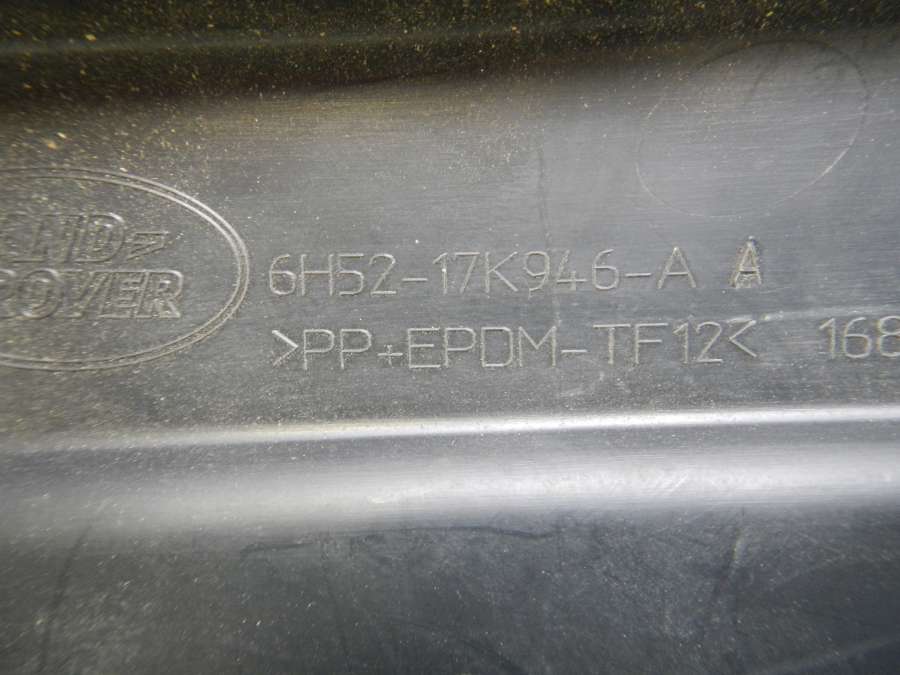 LAND
ROVER
6H52-17K946-A A
>PP+EPDM-TF12< 168